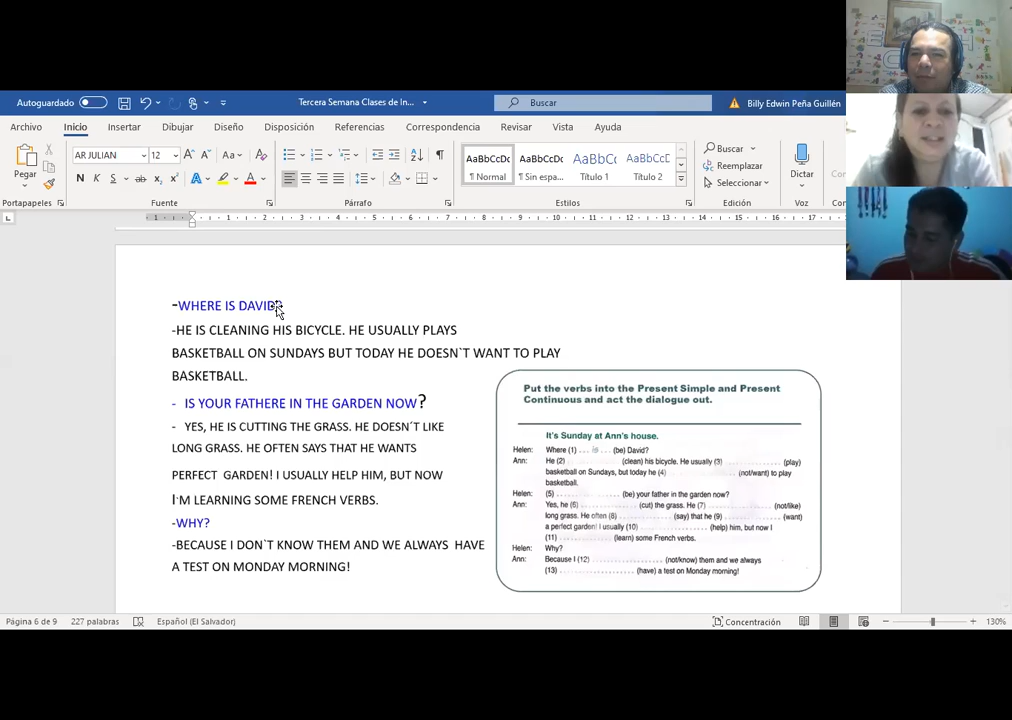 Autoguardado
Tercera Semana Clases de In...
Buscar
Billy Edwin Peña Guillén
Archivo Inicio Insertar Dibujar Diseño Disposición Referencias Correspondencia Revisar Vista Ayuda
Pegar
AR JULIAN 12
Aa
N K S ab x₂ x² A A
AaBbCcDc AaBbCcDc AaBbCc AaBbCcD
¶ Normal ¶ Sin espa... Título 1 Título 2
Buscar
Reemplazar
Seleccionar
Dictar
Portapapeles Fuente Párrafo Estilos Edición Voz
-WHERE IS DAVID?
-HE IS CLEANING HIS BICYCLE. HE USUALLY PLAYS
BASKETBALL ON SUNDAYS BUT TODAY HE DOESN`T WANT TO PLAY
BASKETBALL.
- IS YOUR FATHERE IN THE GARDEN NOW?
- YES, HE IS CUTTING THE GRASS. HE DOESN´T LIKE
LONG GRASS. HE OFTEN SAYS THAT HE WANTS
PERFECT GARDEN! I USUALLY HELP HIM, BUT NOW
I´M LEARNING SOME FRENCH VERBS.
-WHY?
-BECAUSE I DON`T KNOW THEM AND WE ALWAYS HAVE
A TEST ON MONDAY MORNING!
Put the verbs into the Present Simple and Present
Continuous and act the dialogue out.
It's Sunday at Ann's house.
Helen: Where (1) ... is ... (be) David?
Ann: He (2) .................... (clean) his bicycle. He usually (3) .................... (play)
basketball on Sundays, but today he (4) .................... (not/want) to play
basketball.
Helen: (5) .................... (be) your father in the garden now?
Ann: Yes, he (6) .................... (cut) the grass. He (7) .................... (not/like)
long grass. He often (8) .................... (say) that he (9) .................... (want)
a perfect garden! I usually (10) .................... (help) him, but now I
(11) .................... (learn) some French verbs.
Helen: Why?
Ann: Because I (12) .................... (not/know) them and we always
(13) .................... (have) a test on Monday morning!
Página 6 de 9 227 palabras Español (El Salvador) Concentración 130%